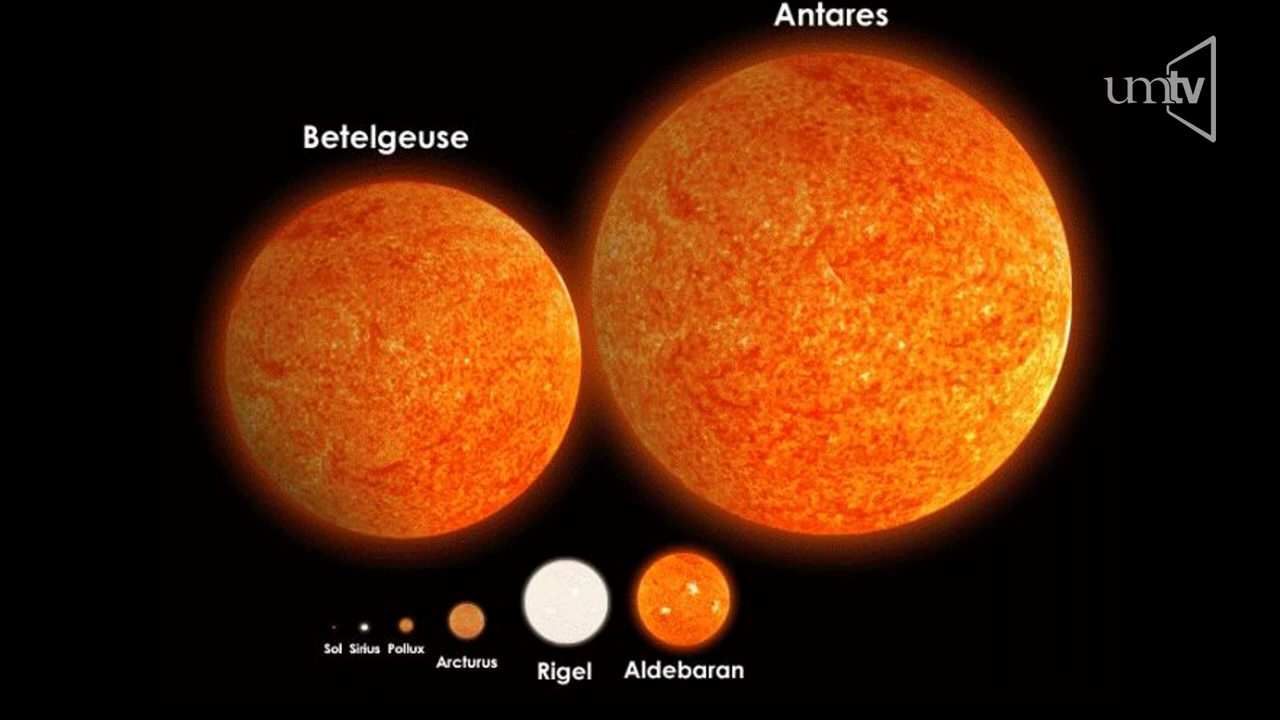 Antares
umtv
Betelgeuse
Sol Sirius Pollux
Arcturus
Rigel
Aldebaran